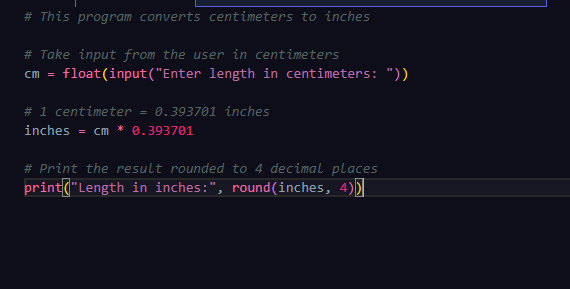 # This program converts centimeters to inches
# Take input from the user in centimeters
cm = float(input("Enter length in centimeters: "))
# 1 centimeter = 0.393701 inches
inches = cm * 0.393701
# Print the result rounded to 4 decimal places
print("Length in inches:", round(inches, 4))